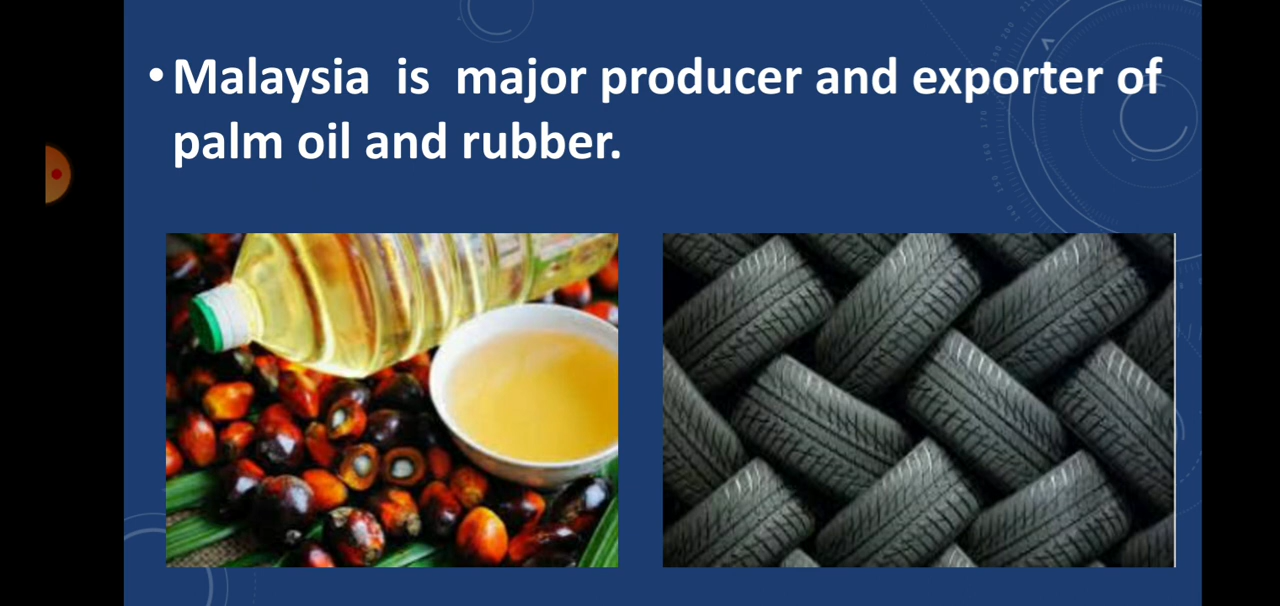 • Malaysia is major producer and exporter of
palm oil and rubber.